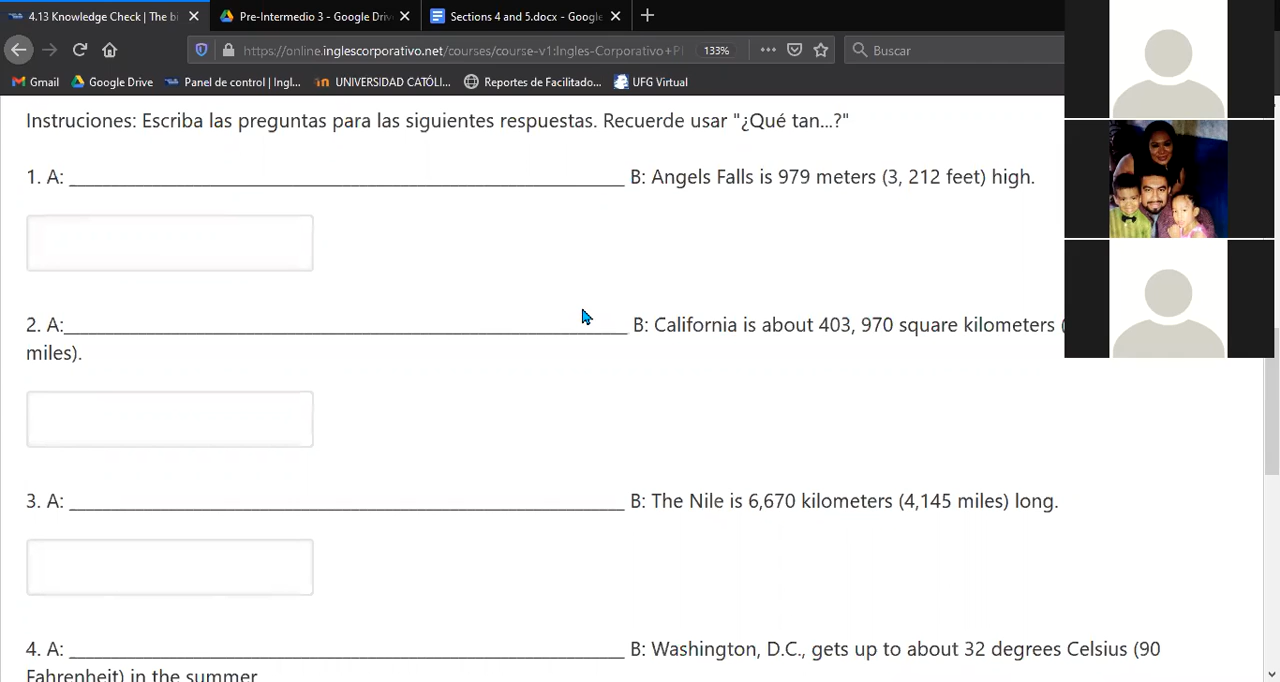 4.13 Knowledge Check | The bi
Pre-Intermedio 3 - Google Driv
Sections 4 and 5.docx - Google
https://online.inglescorporativo.net/courses/course-v1:Ingles-Corporativo+P
133%
Buscar
Gmail
Google Drive
Panel de control | Ingl...
UNIVERSIDAD CATÓLI...
Reportes de Facilitado...
UFG Virtual
Instruciones: Escriba las preguntas para las siguientes respuestas. Recuerde usar "¿Qué tan...?"
1. A: ______________________________ B: Angels Falls is 979 meters (3, 212 feet) high.
2. A:______________________________ B: California is about 403, 970 square kilometers (
miles).
3. A: ______________________________ B: The Nile is 6,670 kilometers (4,145 miles) long.
4. A: ______________________________ B: Washington, D.C., gets up to about 32 degrees Celsius (90
Fahrenheit) in the summer